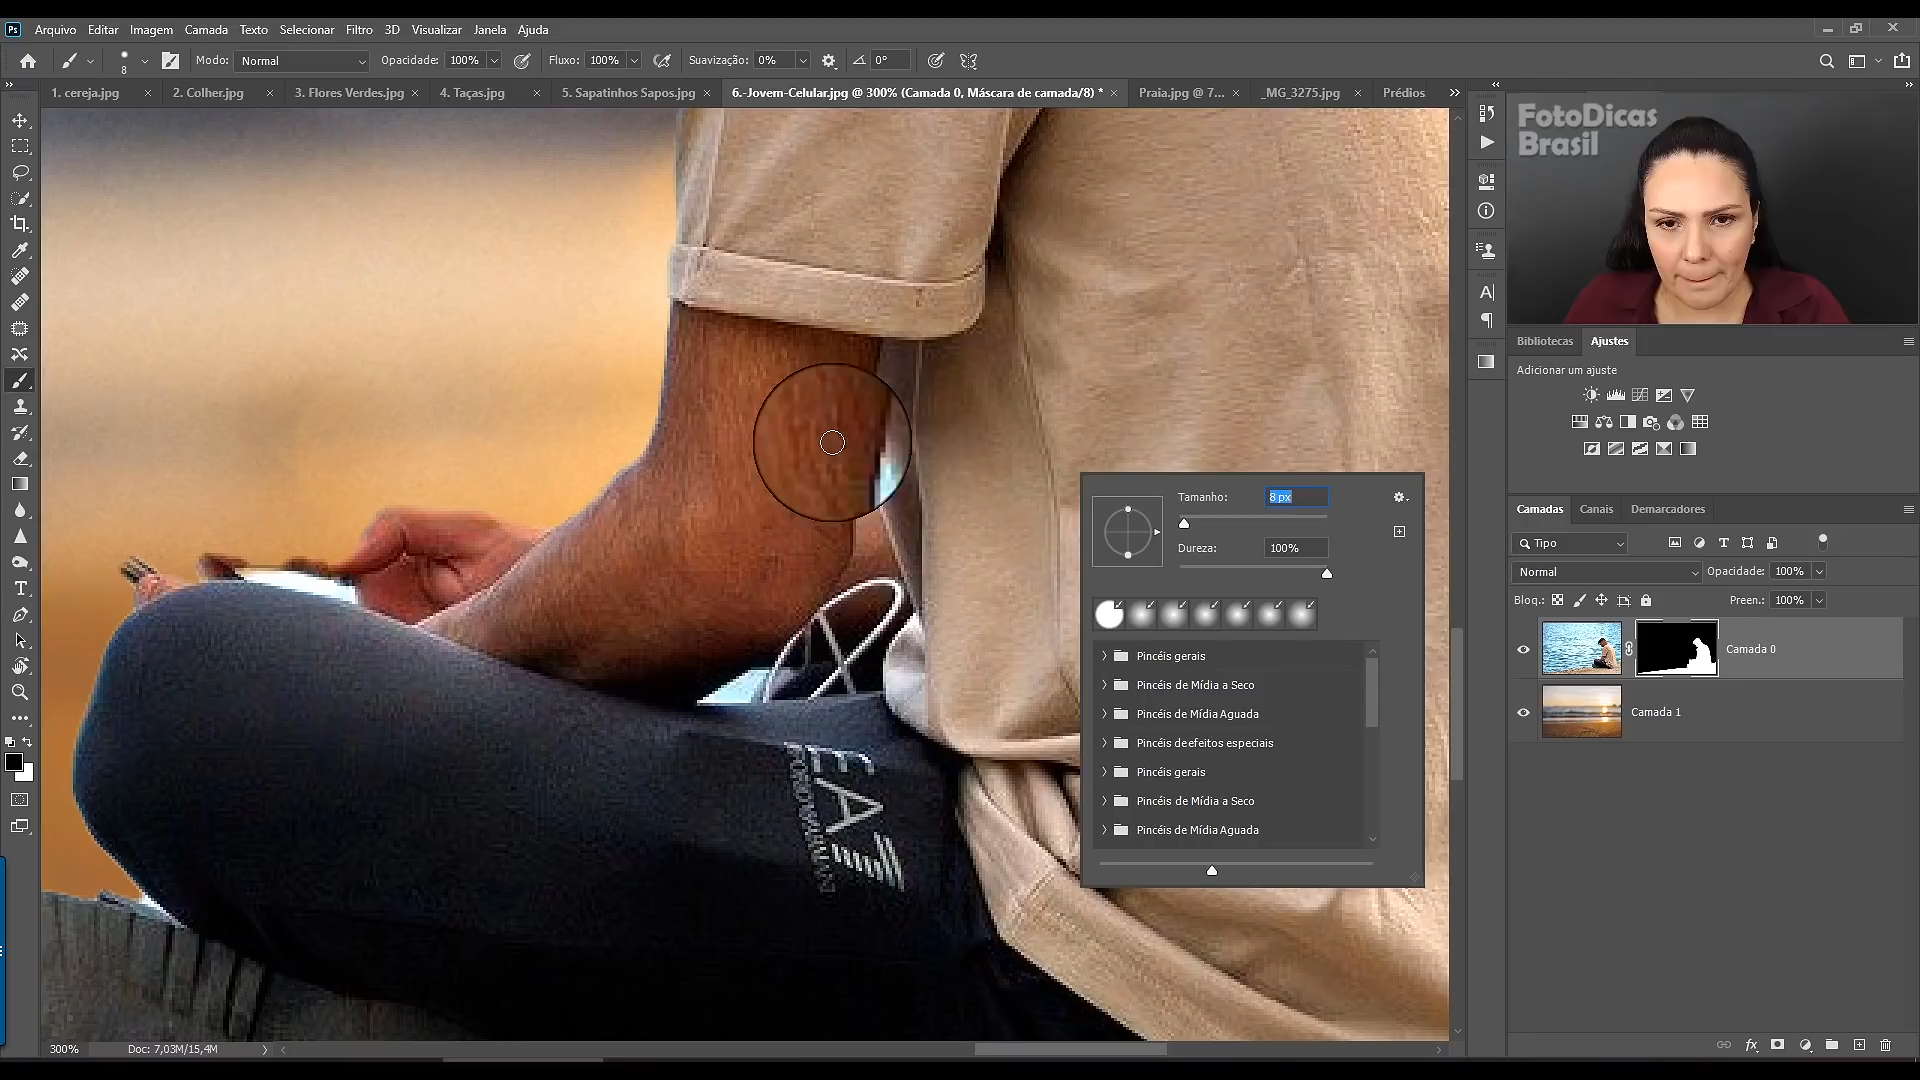 Ps Arquivo Editar Imagem Camada Texto Selecionar Filtro 3D Visualizar Janela Ajuda
8 Modo: Normal Opacidade: 100% Fluxo: 100% Suavização: 0% 0°
1. cereja.jpg 2. Colher.jpg 3. Flores Verdes.jpg 4. Taças.jpg 5. Sapatinhos Sapos.jpg 6.-Jovem-Celular.jpg @ 300% (Camada 0, Máscara de camada/8) * Praia.jpg @ 7... _MG_3275.jpg Prédios
FotoDicas
Brasil
Bibliotecas Ajustes
Adicionar um ajuste
Tamanho: 8 px
Dureza: 100%
Pincéis gerais
Pincéis de Mídia a Seco
Pincéis de Mídia Aguada
Pincéis de efeitos especiais
Pincéis gerais
Pincéis de Mídia a Seco
Pincéis de Mídia Aguada
Camadas Canais Demarcadores
Tipo
Normal Opacidade: 100%
Bloq.: Preen.: 100%
Camada 0
Camada 1
EA7
300% Doc: 7,03M/15,4M